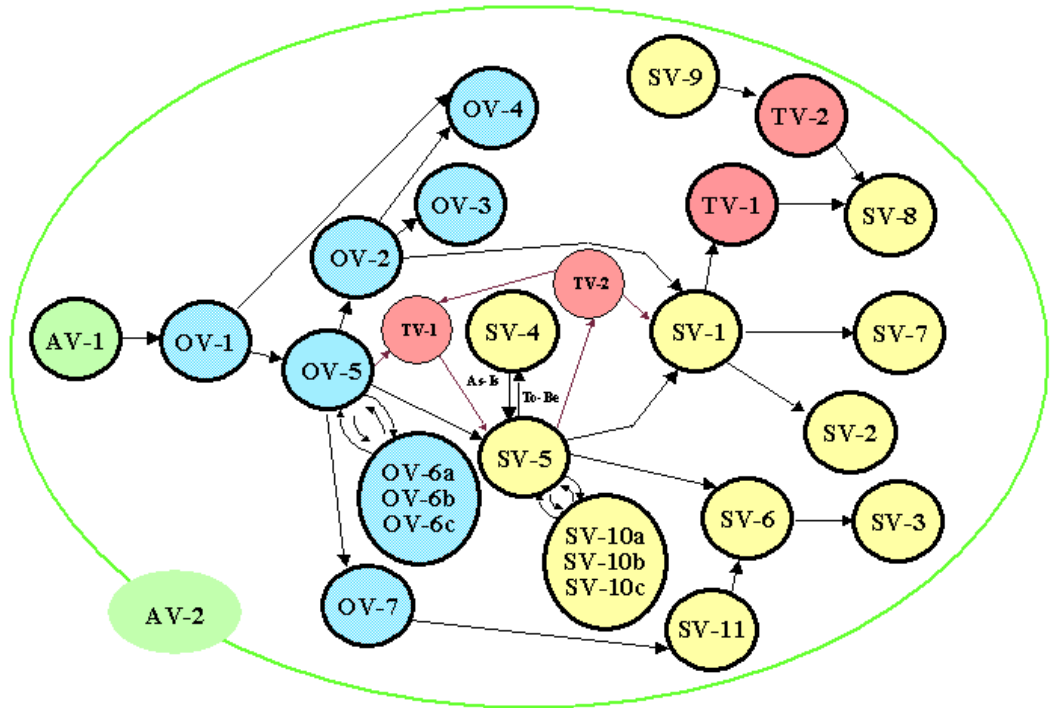 SV-9
OV-4
TV-2
OV-3
TV-1
SV-8
OV-2
TV-2
AV-1
OV-1
TV-1
SV-4
SV-1
SV-7
OV-5
As-Is
To-Be
SV-2
SV-5
OV-6a
OV-6b
OV-6c
SV-6
SV-3
SV-10a
SV-10b
SV-10c
AV-2
OV-7
SV-11